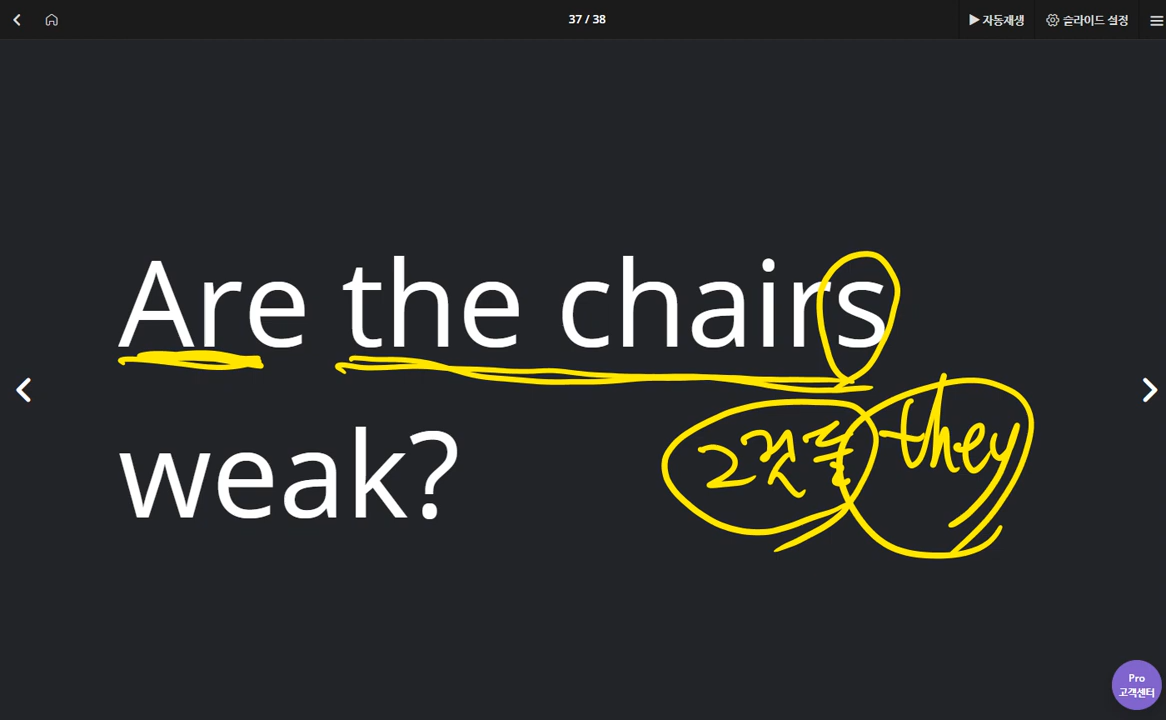 37 / 38
▶ 자동재생
슬라이드 설정
Are the chairs
weak?
그것들 they
Pro
고객센터